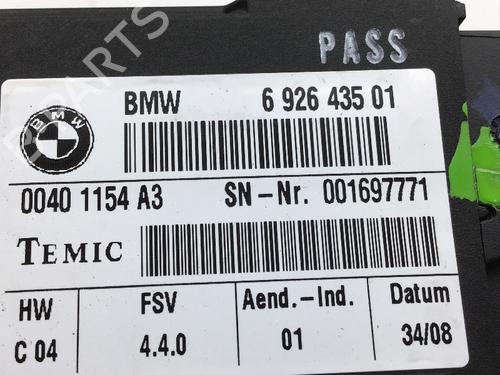 PASS
BMW 6 926 435 01
BMW
0040 1154 A3 SN-Nr. 001697771
TEMIC
HW FSV Aend.-Ind. Datum
C 04 4.4.0 01 34/08